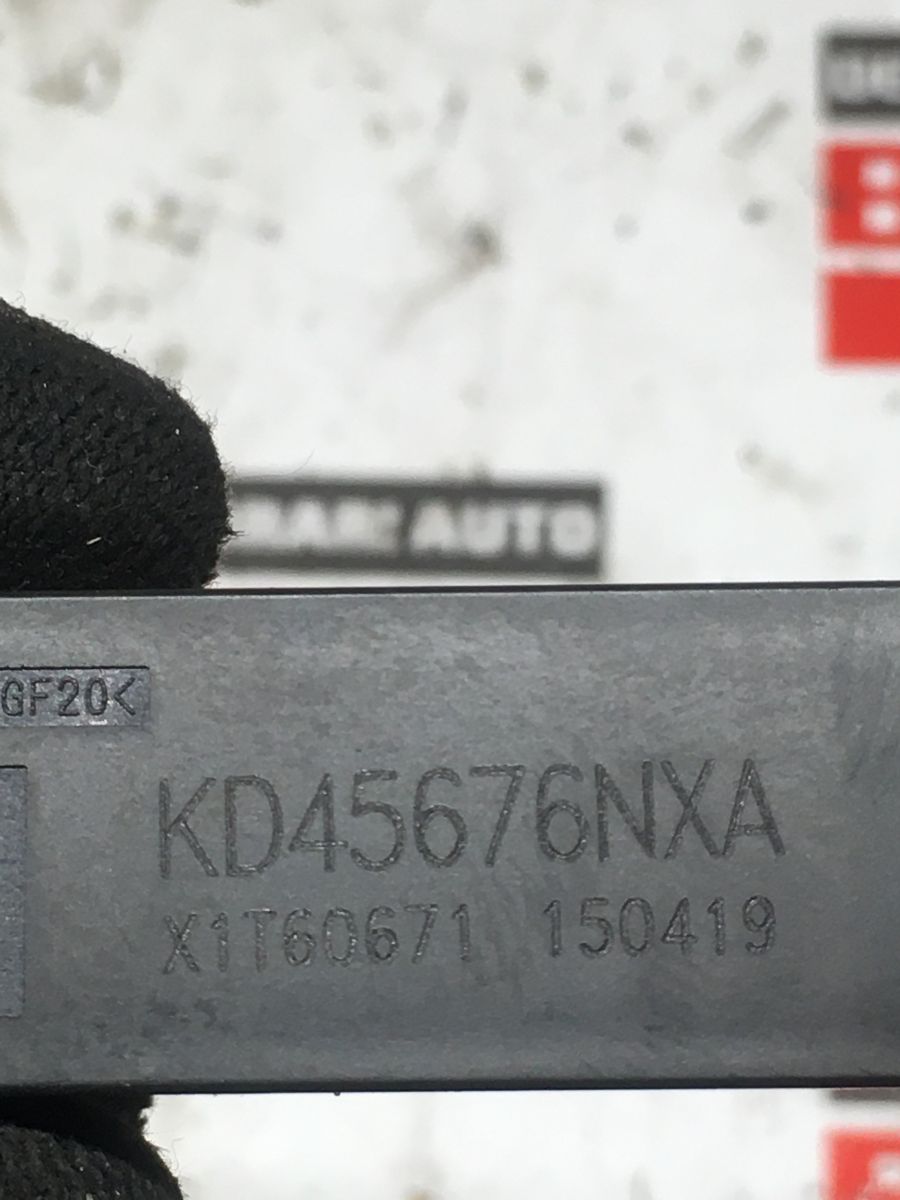 AUTO
GF20<
KD45676NXA
X1T60671 150419